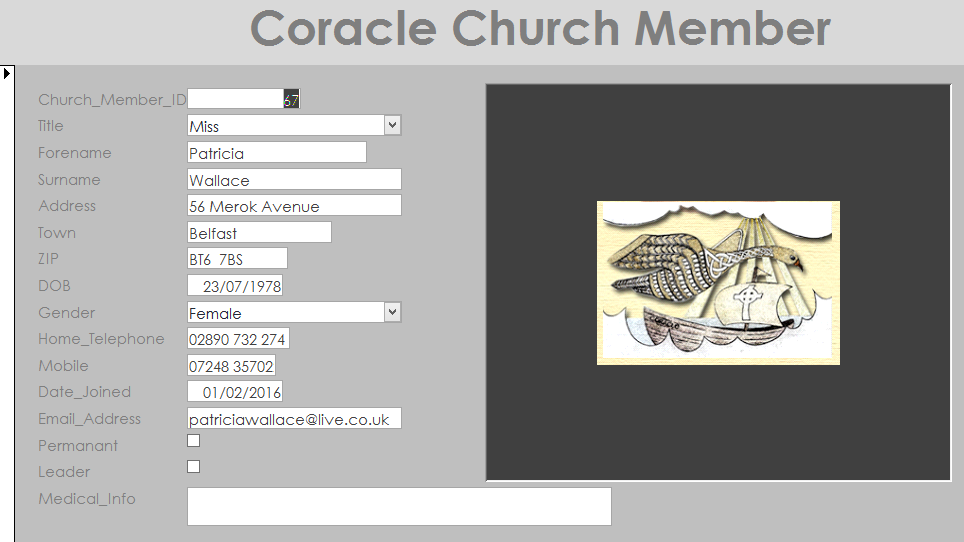 Coracle Church Member
Church_Member_ID 67
Title Miss
Forename Patricia
Surname Wallace
Address 56 Merok Avenue
Town Belfast
ZIP BT6 7BS
DOB 23/07/1978
Gender Female
Home_Telephone 02890 732 274
Mobile 07248 35702
Date_Joined 01/02/2016
Email_Address patriciawallace@live.co.uk
Permanant
Leader
Medical_Info
coracle